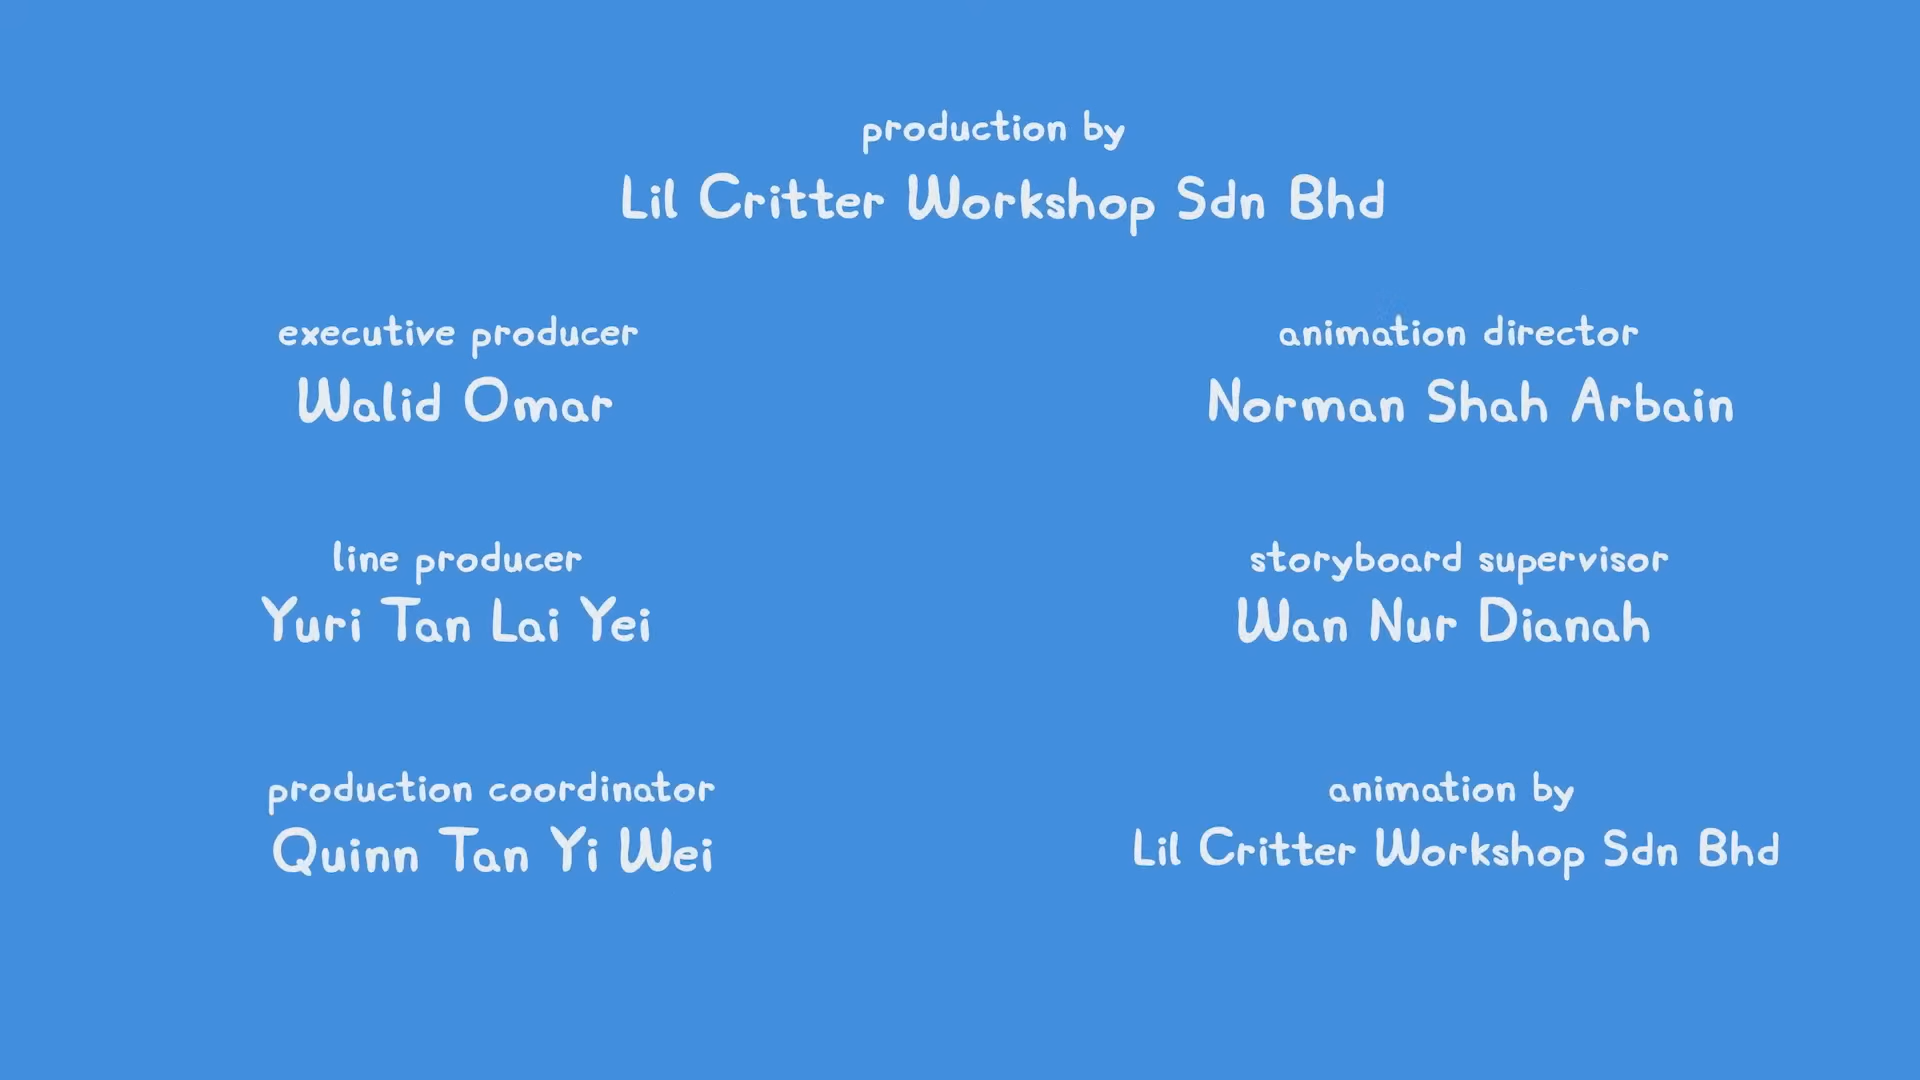 production by
Lil Critter Workshop Sdn Bhd
executive producer
Walid Omar
animation director
Norman Shah Arbain
line producer
Yuri Tan Lai Yei
storyboard supervisor
Wan Nur Dianah
production coordinator
Quinn Tan Yi Wei
animation by
Lil Critter Workshop Sdn Bhd